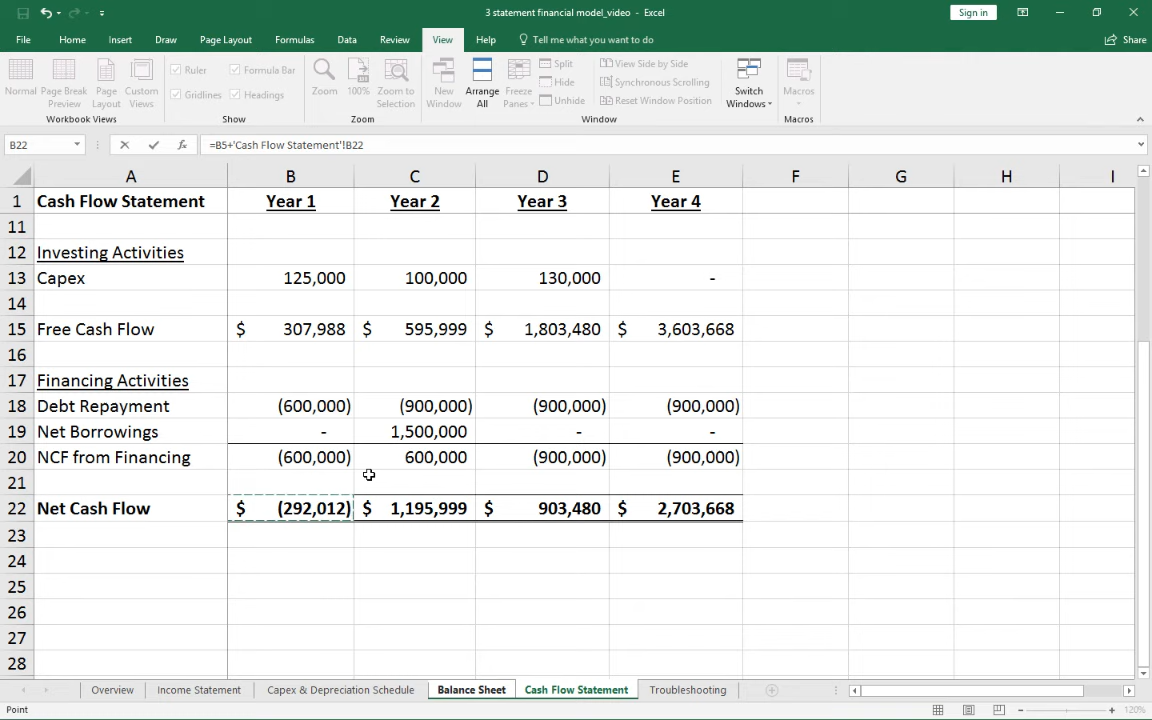 3 statement financial model_video - Excel
Sign in
File Home Insert Draw Page Layout Formulas Data Review View Help Tell me what you want to do Share
Normal Page Break Preview Page Layout Custom Views
Ruler Formula Bar
Gridlines Headings
Zoom 100% Zoom to Selection
New Window Arrange All Freeze Panes
Split
Hide
Unhide
View Side by Side
Synchronous Scrolling
Reset Window Position
Switch Windows Macros
Workbook Views Show Zoom Window Macros
B22 fx =B5+'Cash Flow Statement'!B22
A B C D E F G H I
1 Cash Flow Statement Year 1 Year 2 Year 3 Year 4
11
12 Investing Activities
13 Capex 125,000 100,000 130,000 -
14
15 Free Cash Flow $ 307,988 $ 595,999 $ 1,803,480 $ 3,603,668
16
17 Financing Activities
18 Debt Repayment (600,000) (900,000) (900,000) (900,000)
19 Net Borrowings - 1,500,000 - -
20 NCF from Financing (600,000) 600,000 (900,000) (900,000)
21
22 Net Cash Flow $ (292,012) $ 1,195,999 $ 903,480 $ 2,703,668
23
24
25
26
27
28
Overview Income Statement Capex & Depreciation Schedule Balance Sheet Cash Flow Statement Troubleshooting
Point 120%